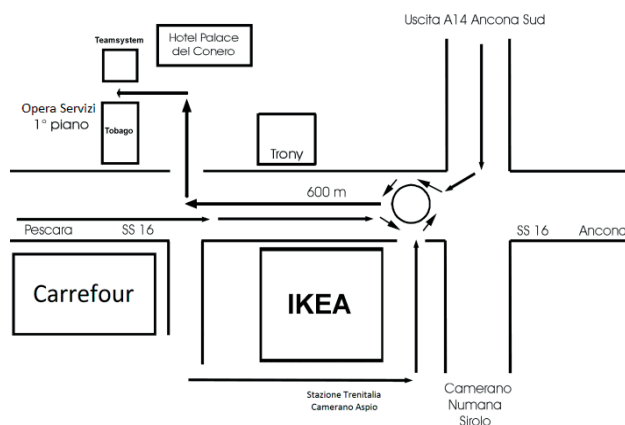 Uscita A14 Ancona Sud
Teamsystem
Hotel Palace
del Conero
Opera Servizi
1° piano
Tobago
Trony
600 m
Pescara SS 16
SS 16 Ancona
Carrefour
IKEA
Stazione Trenitalia
Camerano Aspio
Camerano
Numana
Sirolo